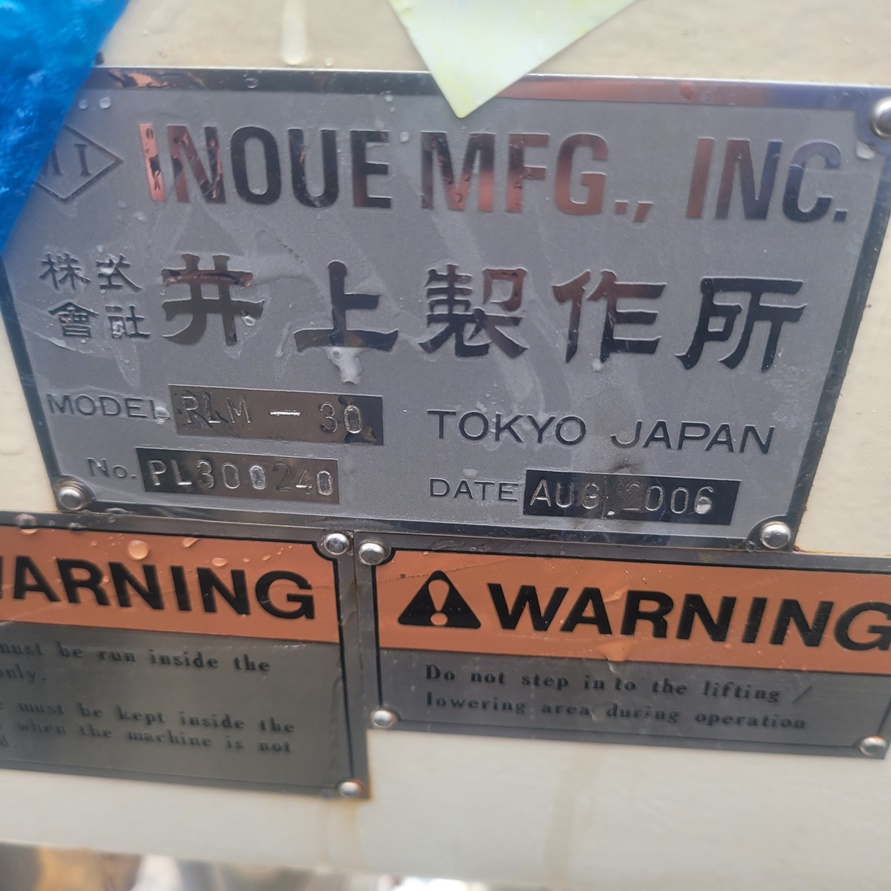 INOUE MFG., INC.
株式
會社
井上製作所
MODEL PLM - 30
TOKYO JAPAN
No. PL300240
DATE AUG 2006
WARNING
must be run inside the
only.
must be kept inside the
when the machine is not
WARNING
Do not step into the lifting /
lowering area during operation